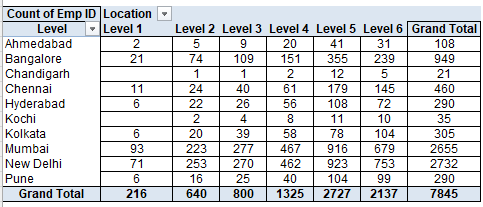 Count of Emp ID Location
Level Level 1 Level 2 Level 3 Level 4 Level 5 Level 6 Grand Total
Ahmedabad 2 5 9 20 41 31 108
Bangalore 21 74 109 151 355 239 949
Chandigarh 1 1 2 12 5 21
Chennai 11 24 40 61 179 145 460
Hyderabad 6 22 26 56 108 72 290
Kochi 2 4 8 11 10 35
Kolkata 6 20 39 58 78 104 305
Mumbai 93 223 277 467 916 679 2655
New Delhi 71 253 270 462 923 753 2732
Pune 6 16 25 40 104 99 290
Grand Total 216 640 800 1325 2727 2137 7845